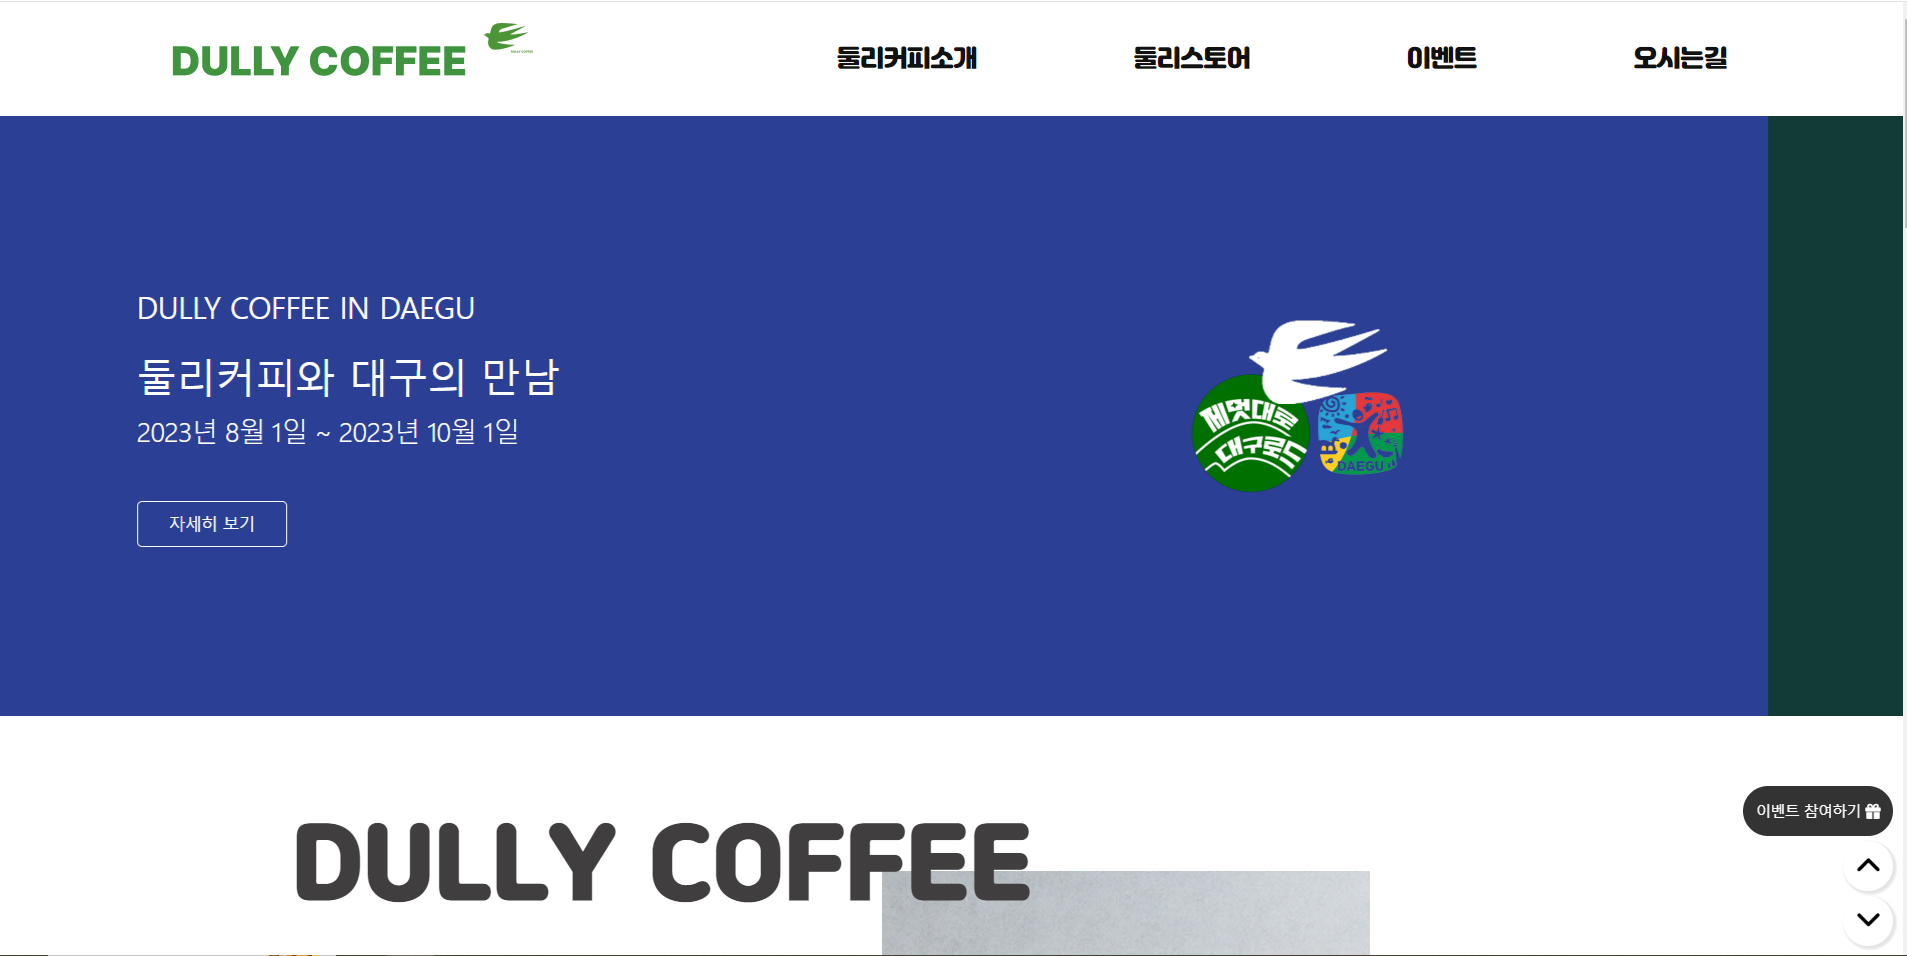 DULLY COFFEE
DULLY COFFEE
둘리커피소개
둘리스토어
이벤트
오시는길
DULLY COFFEE IN DAEGU
둘리커피와 대구의 만남
2023년 8월 1일 ~ 2023년 10월 1일
자세히 보기
제멋대로
대구로드
DAEGU
DULLY COFFEE
이벤트 참여하기